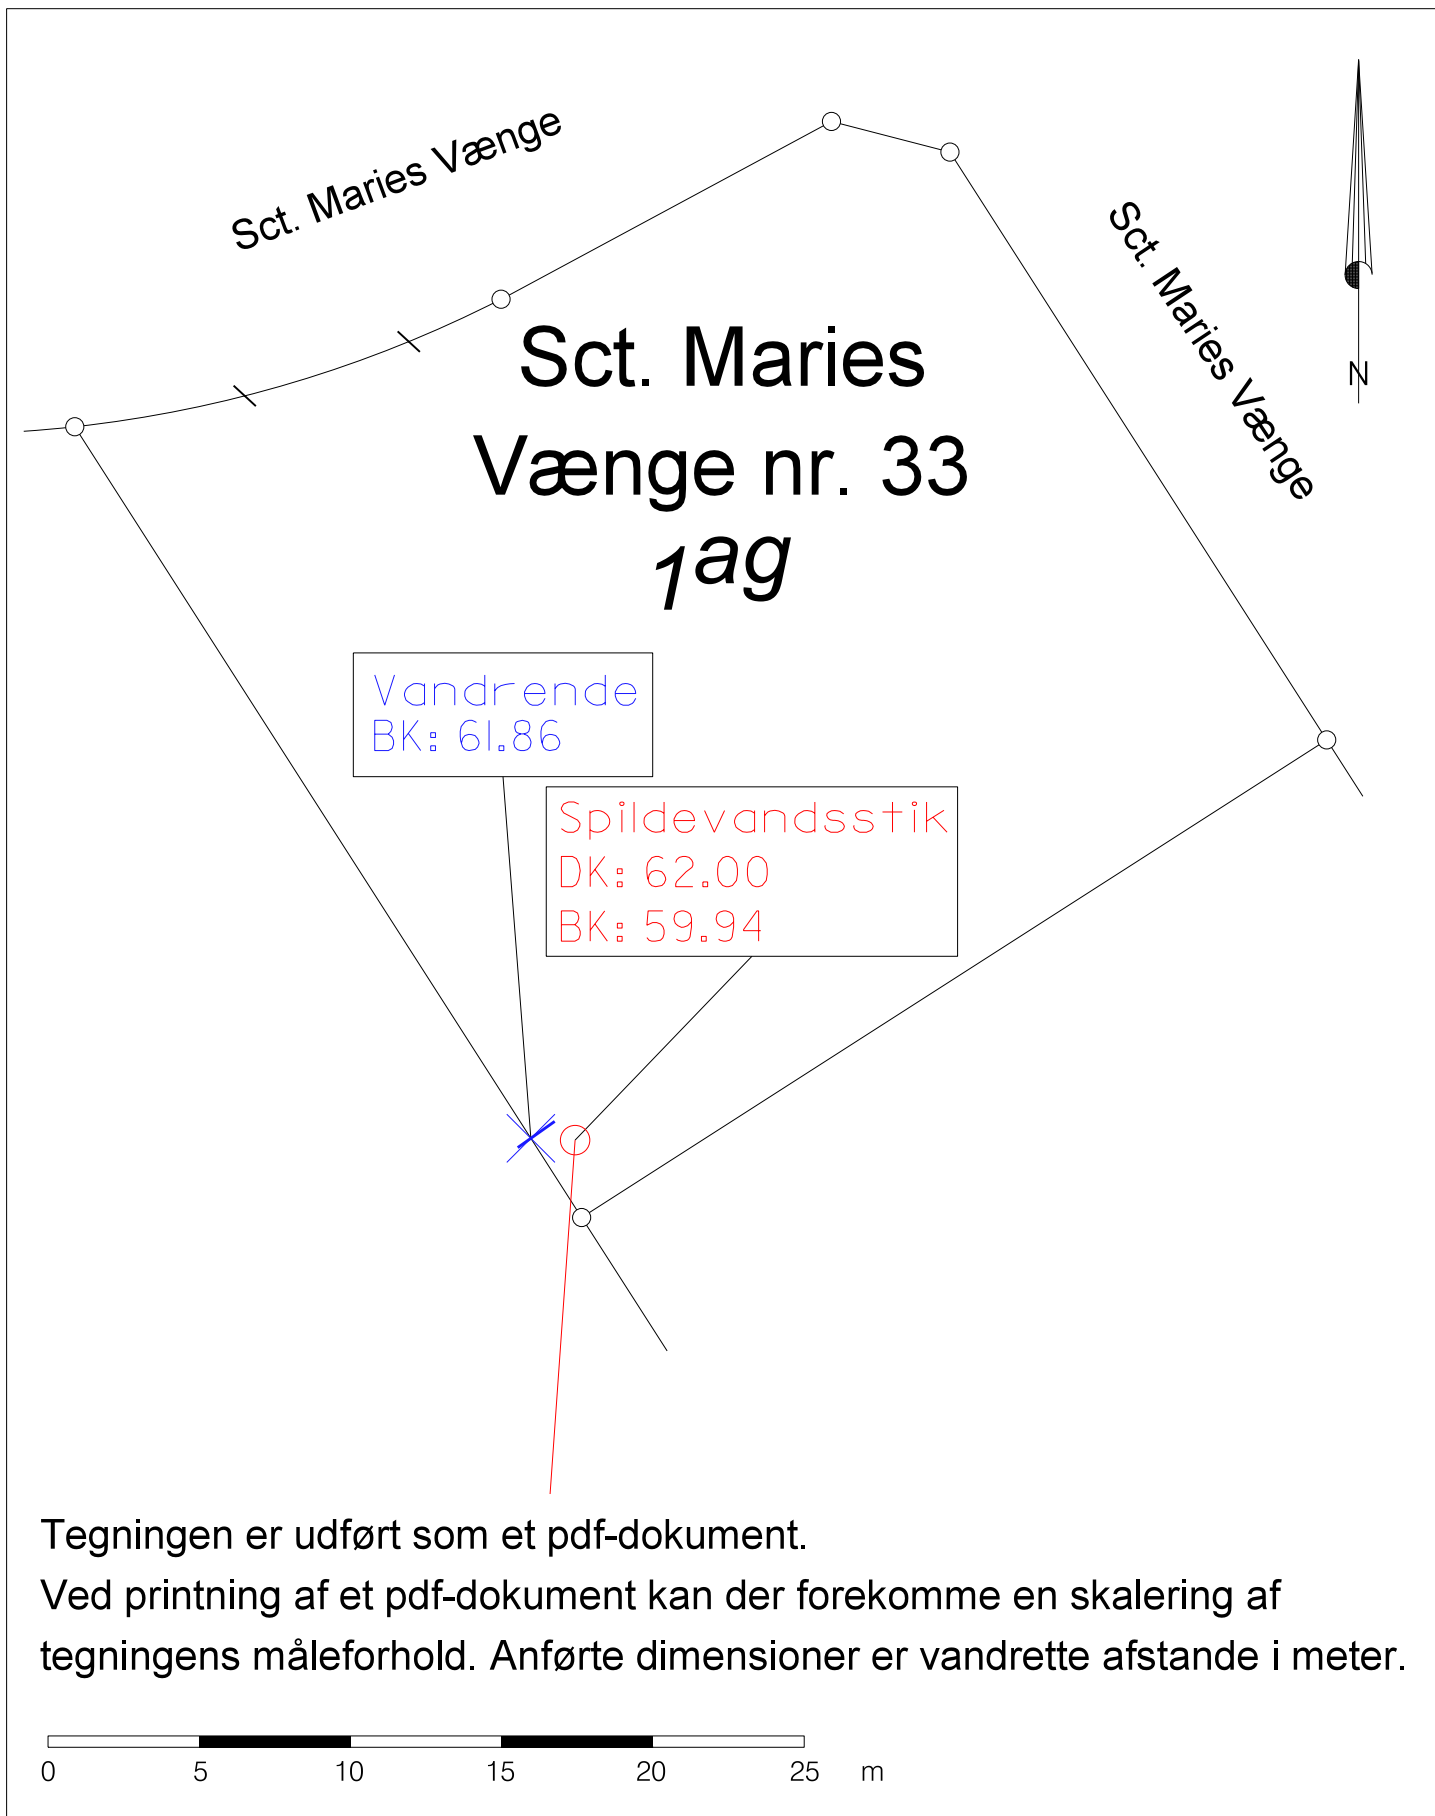 Sct. Maries Vænge
Sct. Maries Vænge
N
Sct. Maries
Vænge nr. 33
1ag
Vandrende
BK: 61.86
Spildevandsstik
DK: 62.00
BK: 59.94
Tegningen er udført som et pdf-dokument.
Ved printning af et pdf-dokument kan der forekomme en skalering af
tegningens måleforhold. Anførte dimensioner er vandrette afstande i meter.
0 5 10 15 20 25 m